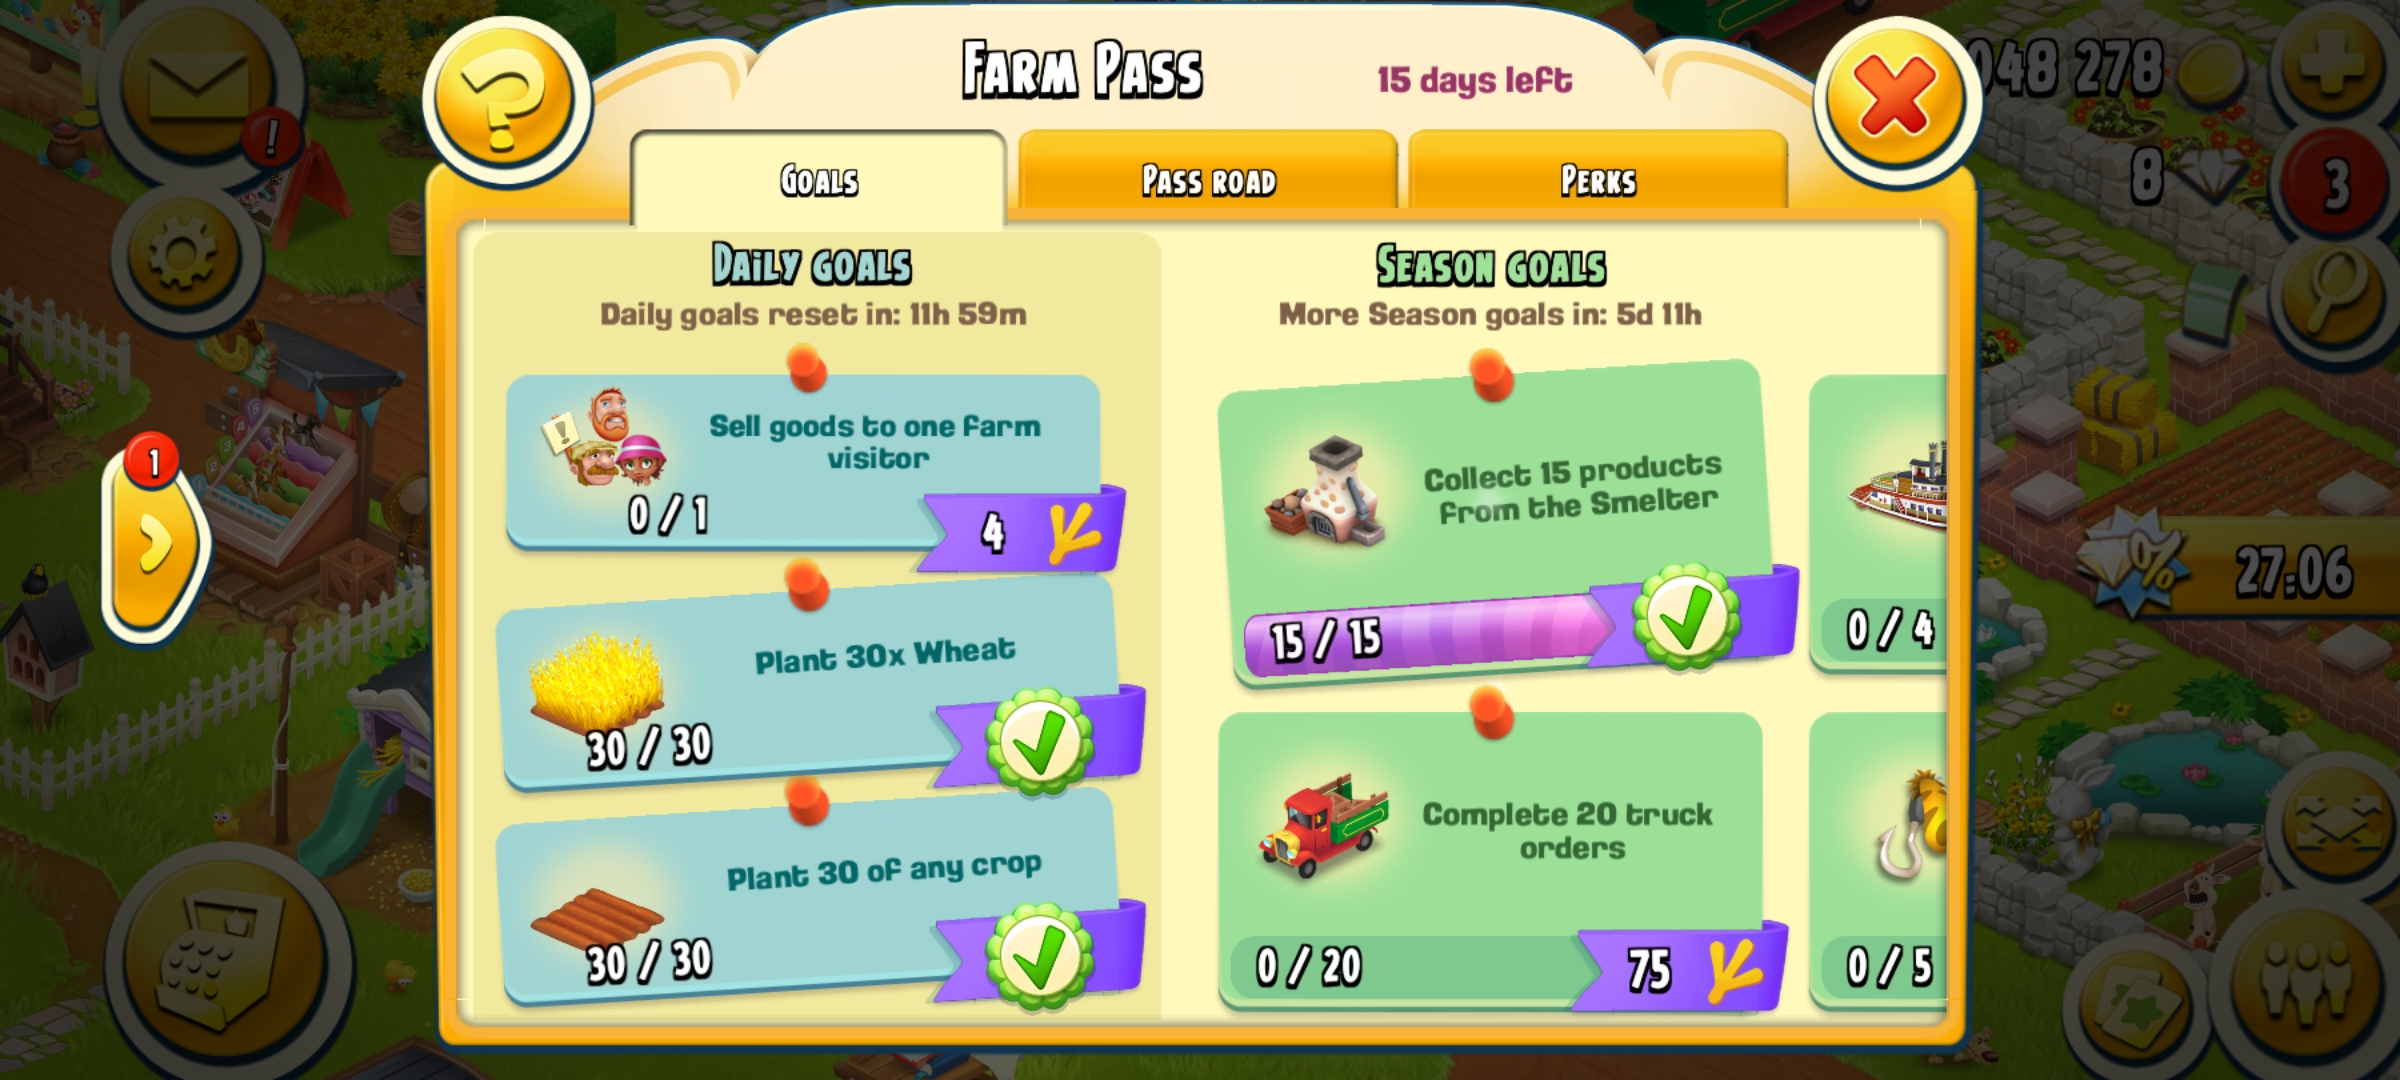 FARM PASS
15 days left
GOALS
PASS ROAD
PERKS
048 278
8
3
!
1
27:06
DAILY GOALS
Daily goals reset in: 11h 59m
Sell goods to one farm
visitor
0 / 1
4
Plant 30x Wheat
30 / 30
Plant 30 of any crop
30 / 30
SEASON GOALS
More Season goals in: 5d 11h
Collect 15 products
from the Smelter
15 / 15
0 / 4
Complete 20 truck
orders
0 / 20
75
0 / 5